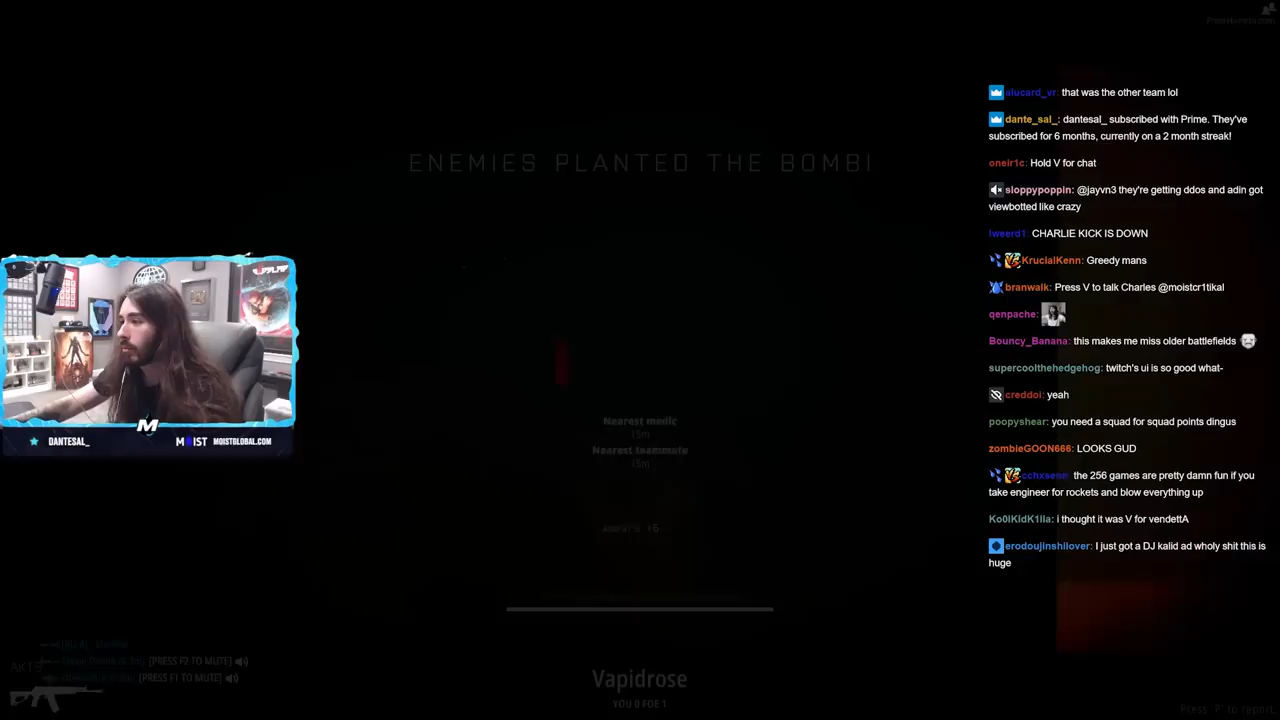 alucard_vr: that was the other team lol
dante_sal_: dantesal_ subscribed with Prime. They've
subscribed for 6 months, currently on a 2 month streak!
ENEMIES PLANTED THE BOMB!
oneir1c: Hold V for chat
sloppypoppin: @jayvn3 they're getting ddos and adin got
viewbotted like crazy
lweerd1: CHARLIE KICK IS DOWN
KrucialKenn: Greedy mans
branwalk: Press V to talk Charles @moistcr1tikal
qenpache:
Bouncy_Banana: this makes me miss older battlefields
supercoolthehedgehog: twitch's ui is so good what-
creddoi: yeah
poopyshear: you need a squad for squad points dingus
zombieGOON666: LOOKS GUD
cchxsean: the 256 games are pretty damn fun if you
take engineer for rockets and blow everything up
Ko0lKidK1lla: i thought it was V for vendettA
erodoujinshilover: I just got a DJ kalid ad wholy shit this is
huge
M
DANTESAL_
MOIST MOISTGLOBAL.COM
Nearest medic
15m
Nearest teammate
15m
+6
[PRESS F2 TO MUTE]
[PRESS F1 TO MUTE]
Vapidrose
YOU 0 FOE 1
Press 'P' to report